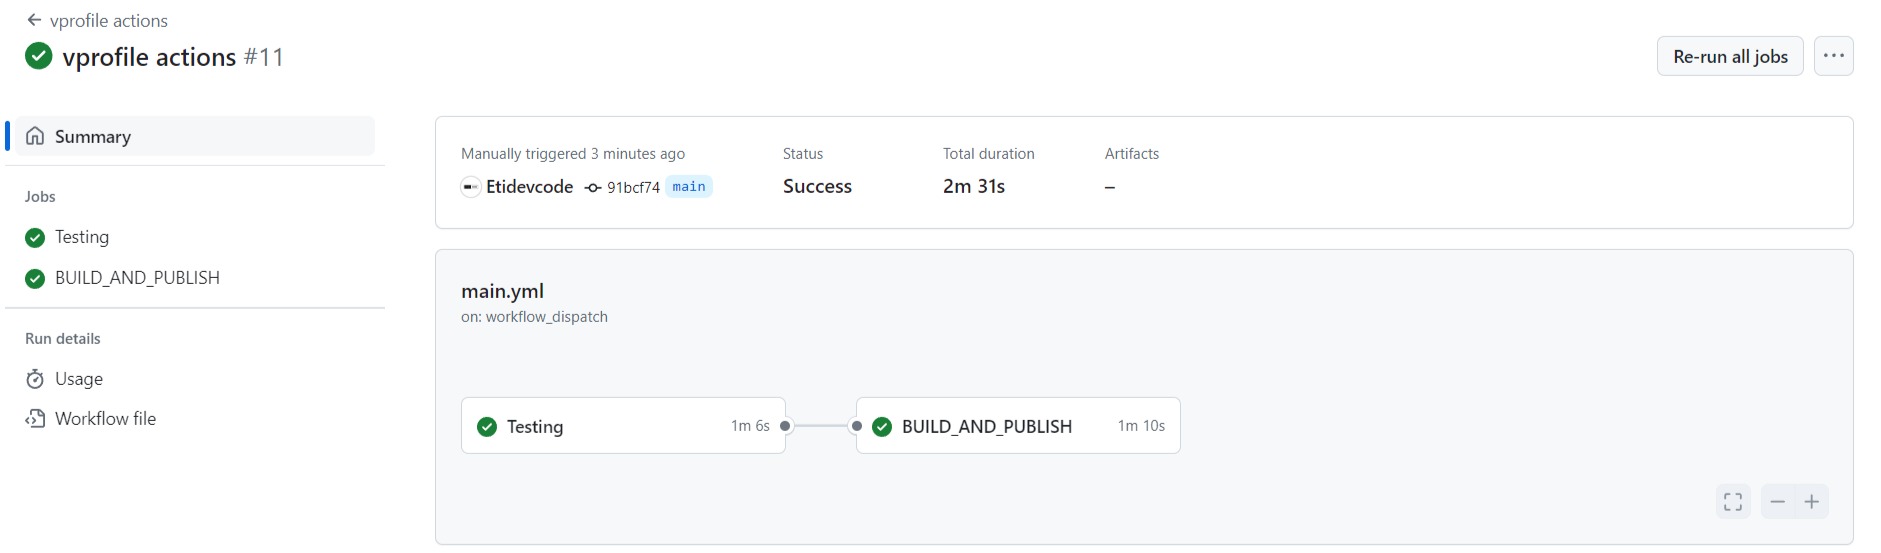 vprofile actions
vprofile actions #11
Re-run all jobs
Summary
Jobs
Testing
BUILD_AND_PUBLISH
Run details
Usage
Workflow file
Manually triggered 3 minutes ago
Etidevcode 91bcf74 main
Status
Success
Total duration
2m 31s
Artifacts
–
main.yml
on: workflow_dispatch
Testing 1m 6s
BUILD_AND_PUBLISH 1m 10s